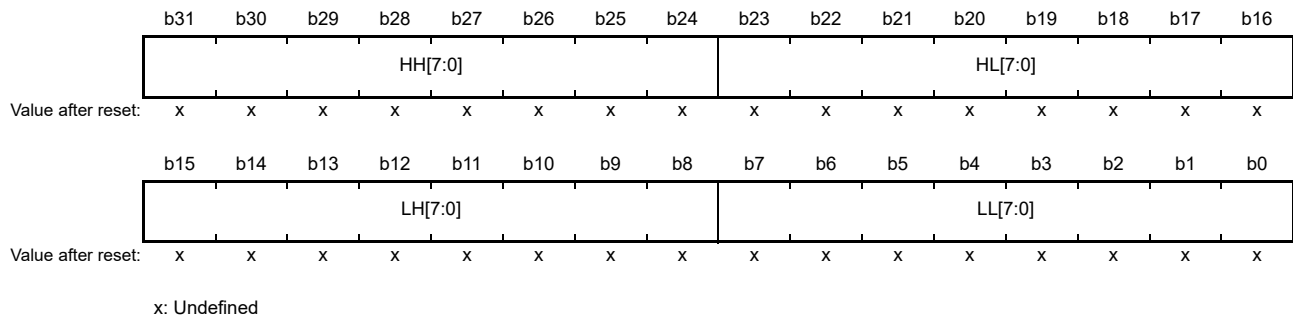 b31 b30 b29 b28 b27 b26 b25 b24 b23 b22 b21 b20 b19 b18 b17 b16
HH[7:0] HL[7:0]
Value after reset: x x x x x x x x x x x x x x x x
b15 b14 b13 b12 b11 b10 b9 b8 b7 b6 b5 b4 b3 b2 b1 b0
LH[7:0] LL[7:0]
Value after reset: x x x x x x x x x x x x x x x x
x: Undefined